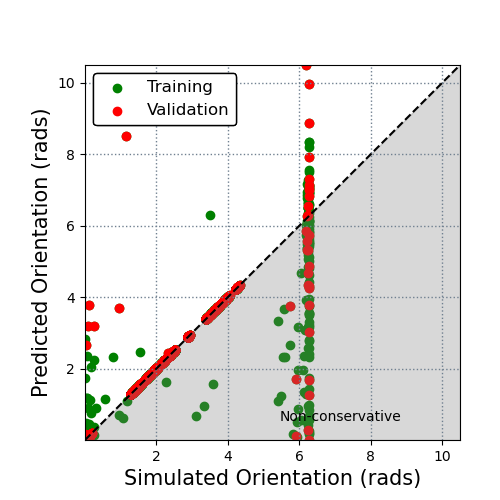 Training
Validation
10
8
6
4
2
Predicted Orientation (rads)
Non-conservative
2
4
6
8
10
Simulated Orientation (rads)